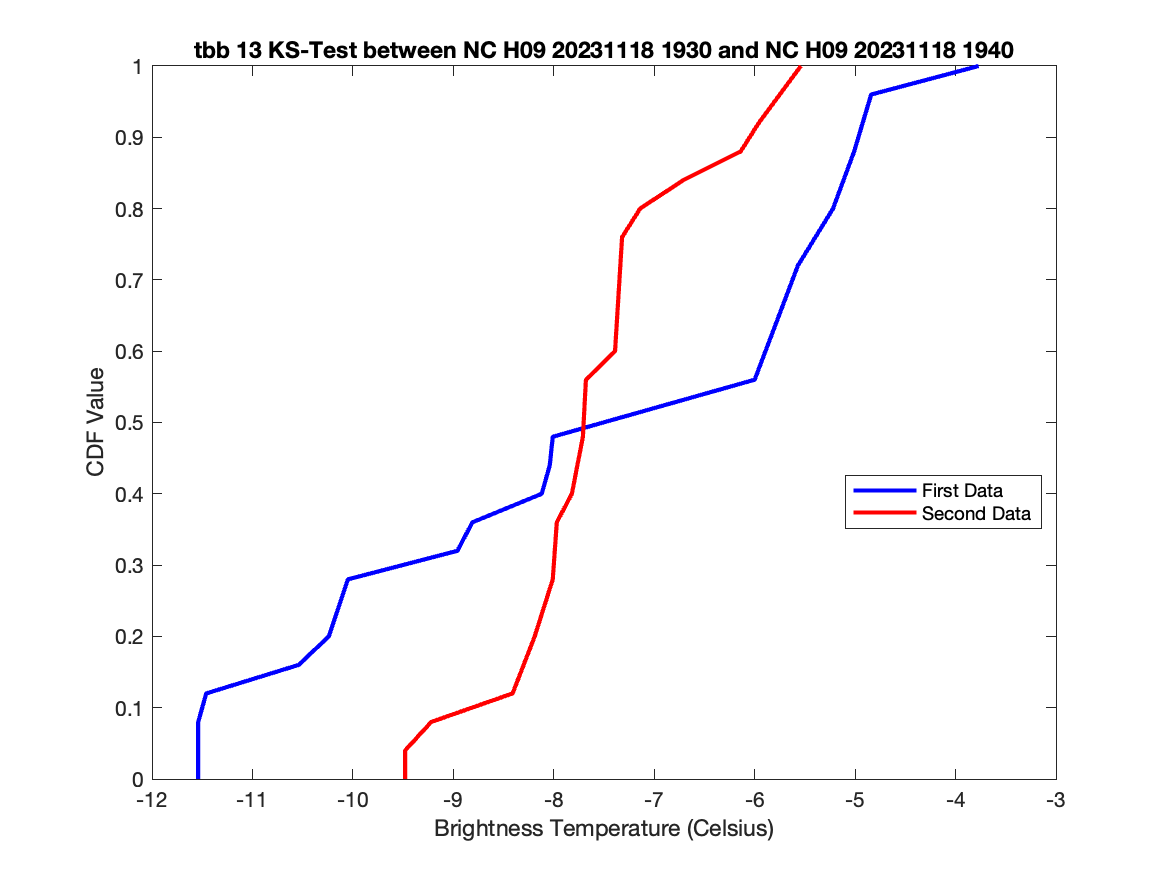 tbb 13 KS-Test between NC H09 20231118 1930 and NC H09 20231118 1940
1
0.9
0.8
0.7
0.6
0.5
0.4
0.3
0.2
0.1
0
CDF Value
First Data
Second Data
-12 -11 -10 -9 -8 -7 -6 -5 -4 -3
Brightness Temperature (Celsius)